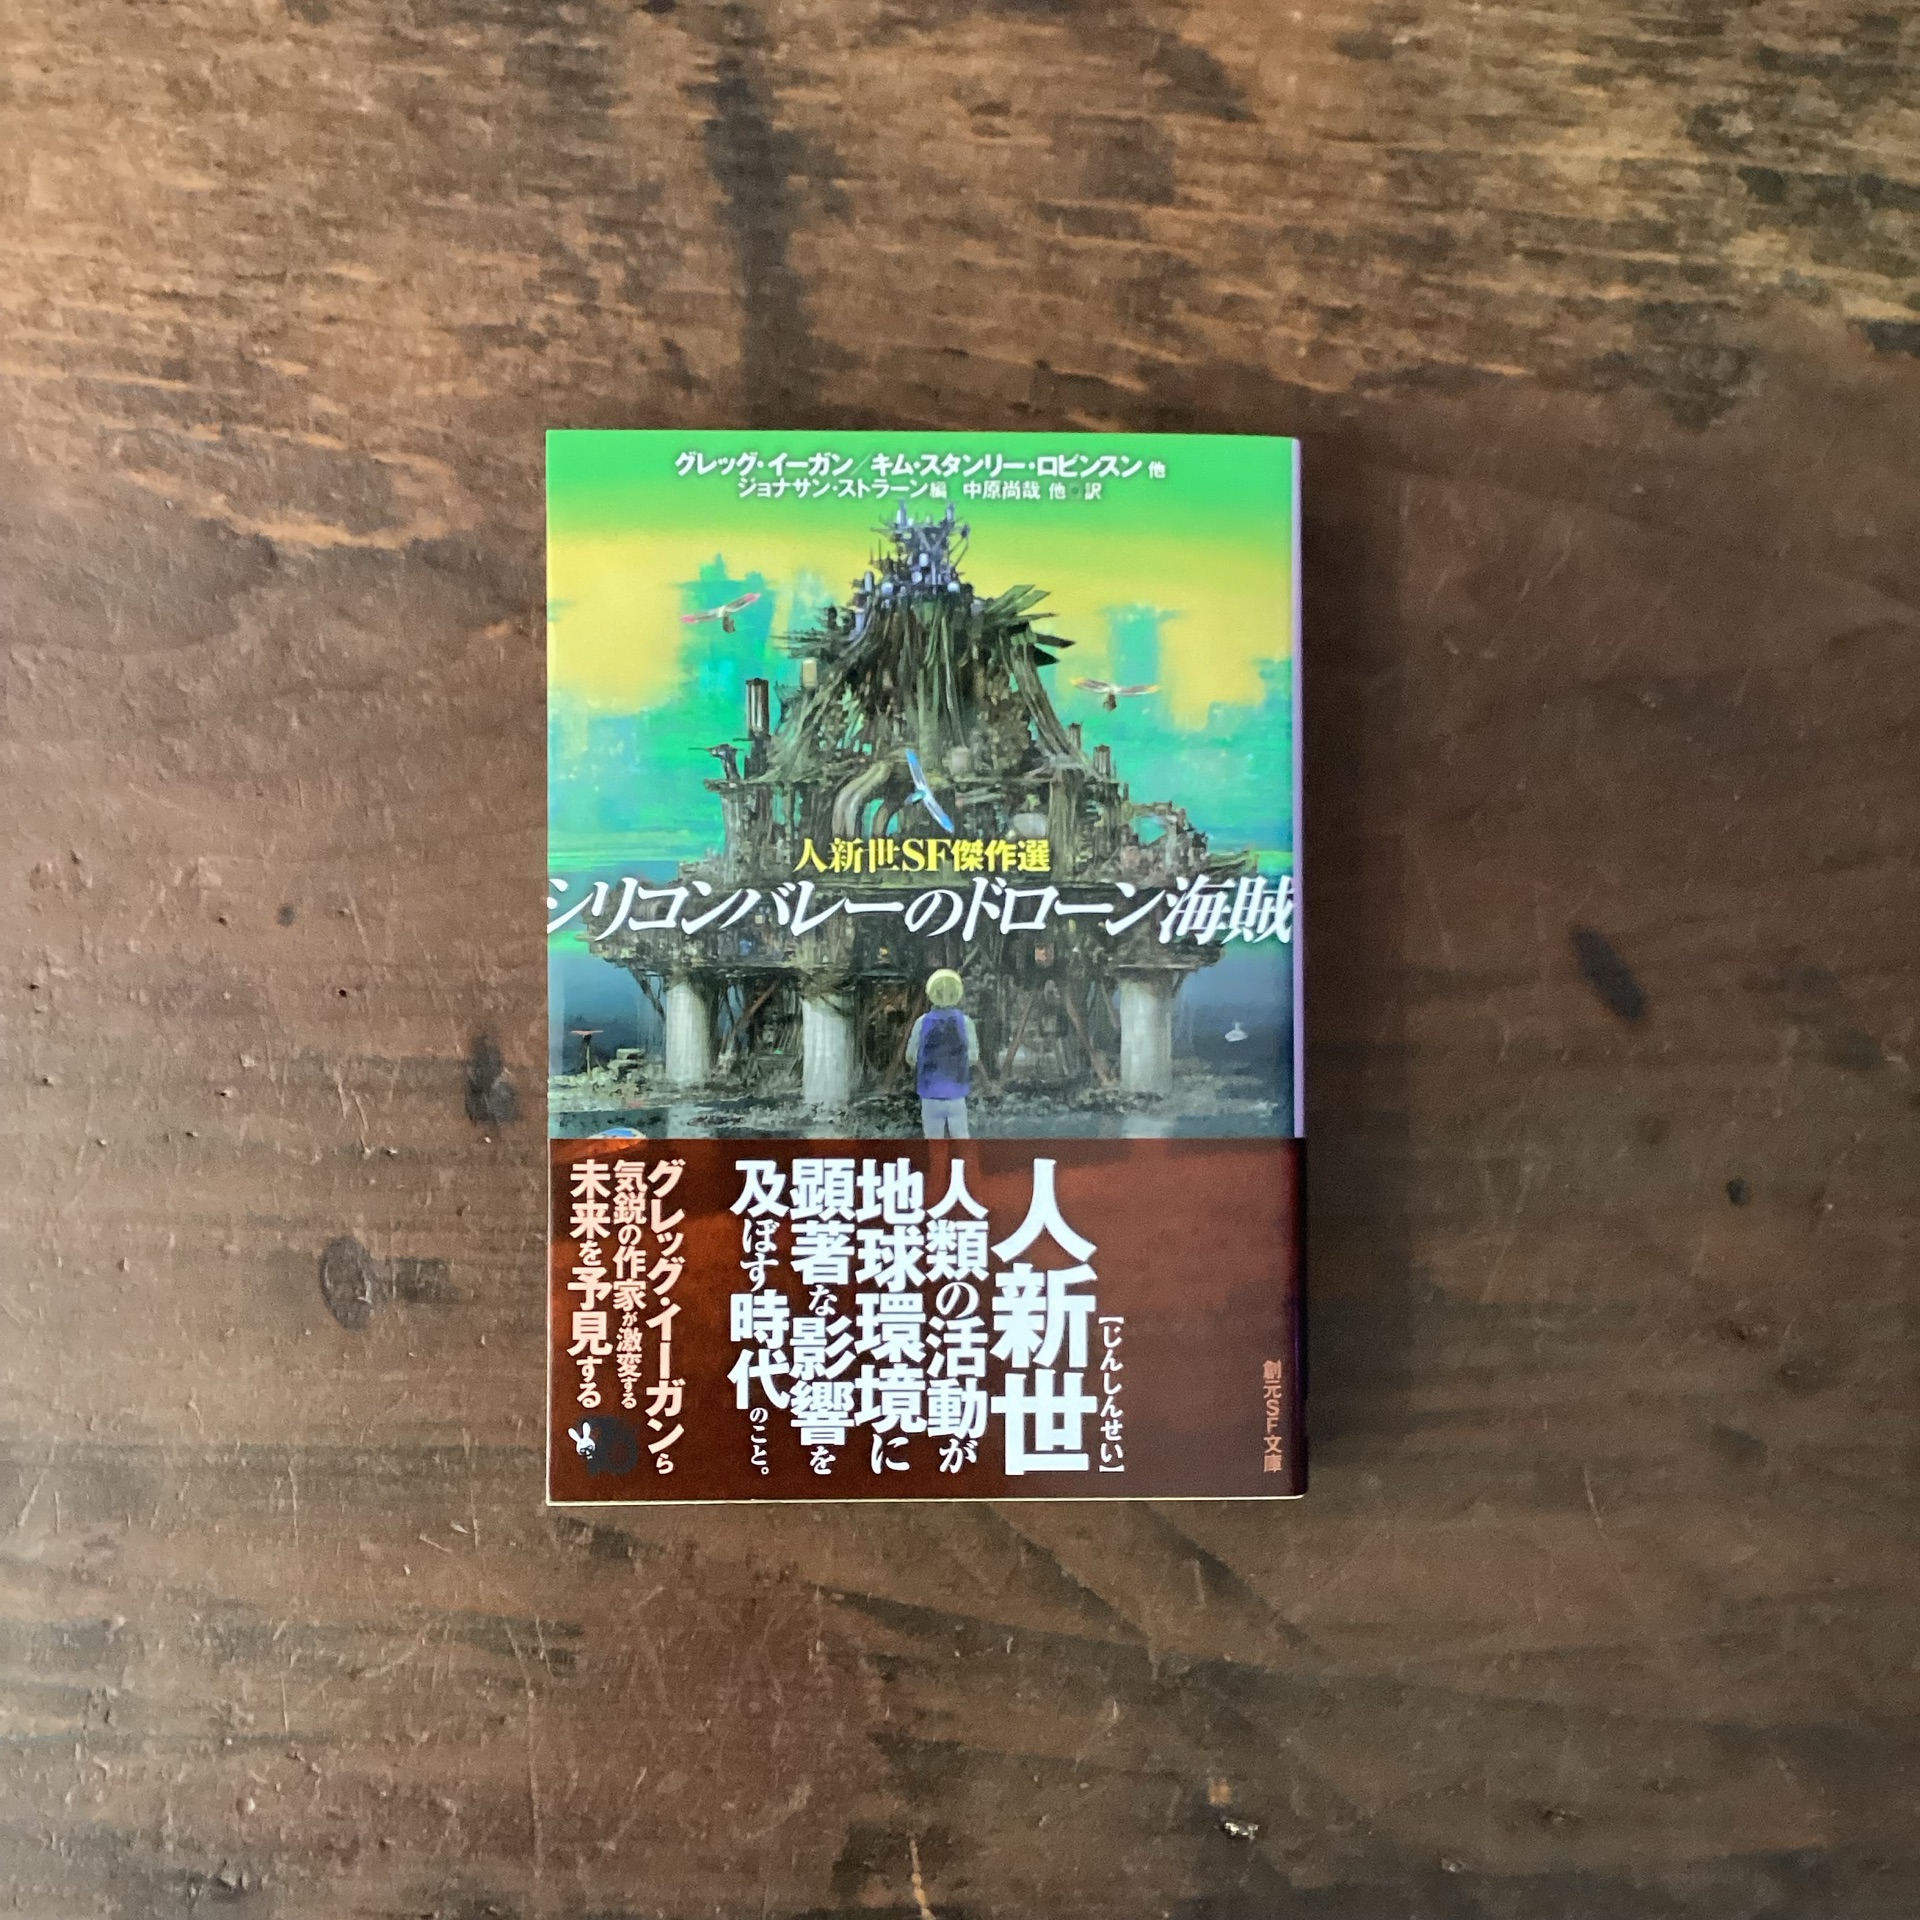 グレッグ・イーガン/キム・スタンリー・ロビンスン 他
ジョナサン・ストラーン編 中原尚哉 他・訳
人新世SF傑作選
シリコンバレーのドローン海賊
人新世
【じんしんせい】
人類の活動が
地球環境に
顕著な影響を
及ぼす時代のこと。
グレッグ・イーガンら
気鋭の作家が激変する
未来を予見する
創元SF文庫